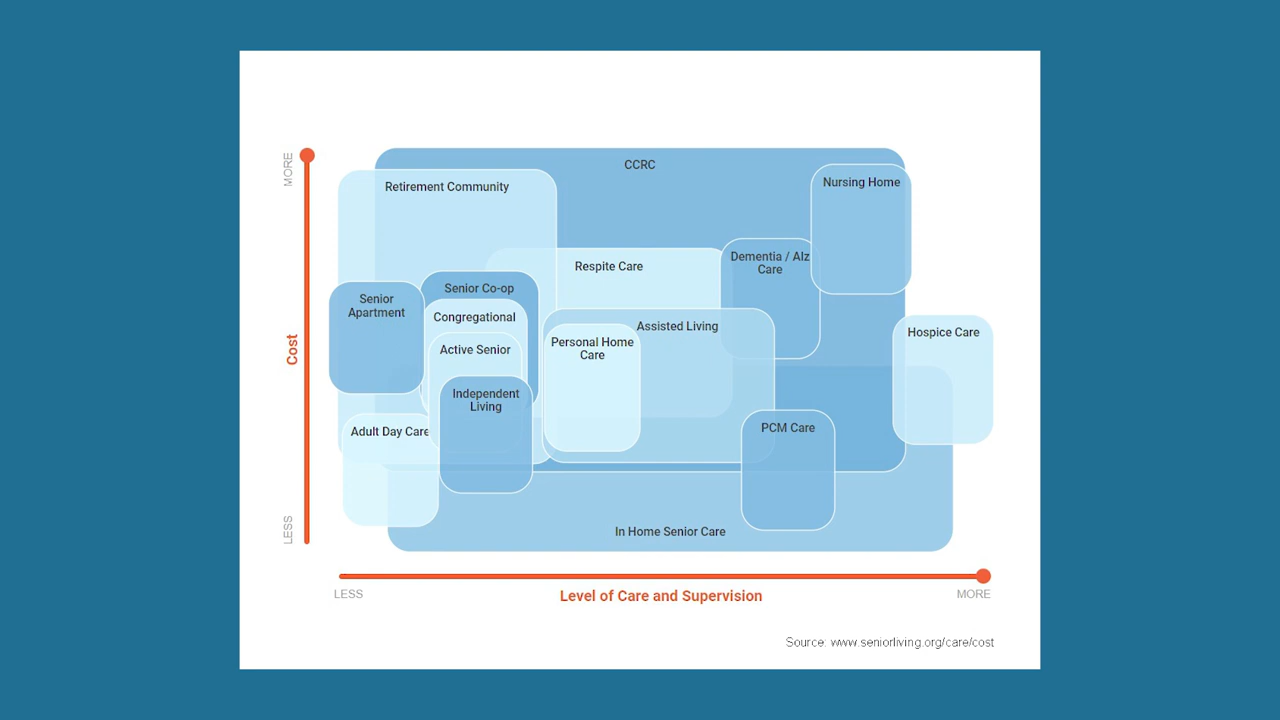 CCRC
MORE
Retirement Community
Nursing Home
Respite Care
Dementia / Alz
Care
Senior Co-op
Senior
Apartment
Congregational
Assisted Living
Hospice Care
Personal Home
Care
Active Senior
Cost
Independent
Living
Adult Day Care
PCM Care
In Home Senior Care
LESS
LESS
Level of Care and Supervision
MORE
Source: www.seniorliving.org/care/cost